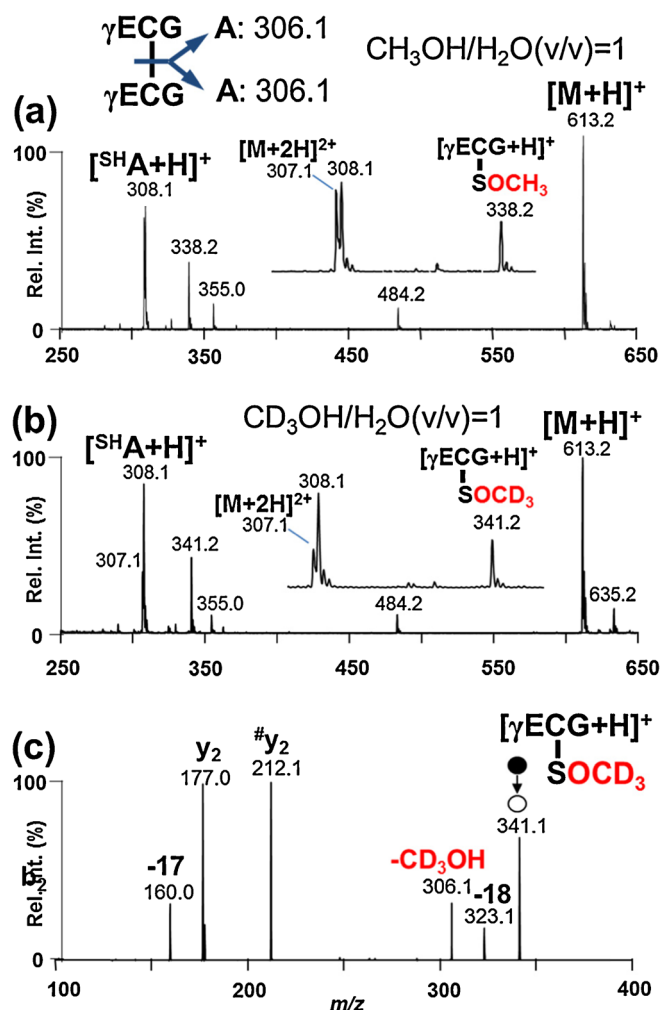 γECG
A: 306.1
γECG
A: 306.1
CH3OH/H2O(v/v)=1
(a)
[M+H]+
613.2
100
[SHA+H]+
308.1
[M+2H]2+
307.1
308.1
[γECG+H]+
SOCH3
338.2
338.2
355.0
484.2
Rel. Int. (%)
0
250
350
450
550
650
(b)
CD3OH/H2O(v/v)=1
[M+H]+
613.2
[SHA+H]+
308.1
100
[γECG+H]+
SOCD3
308.1
[M+2H]2+
307.1
341.2
307.1
341.2
355.0
484.2
635.2
Rel. Int. (%)
0
250
350
450
550
650
(c)
[γECG+H]+
SOCD3
y2
177.0
#y2
212.1
100
341.1
-CD3OH
306.1
-18
323.1
-17
160.0
b2
Rel. Int. (%)
0
100
200
300
400
m/z